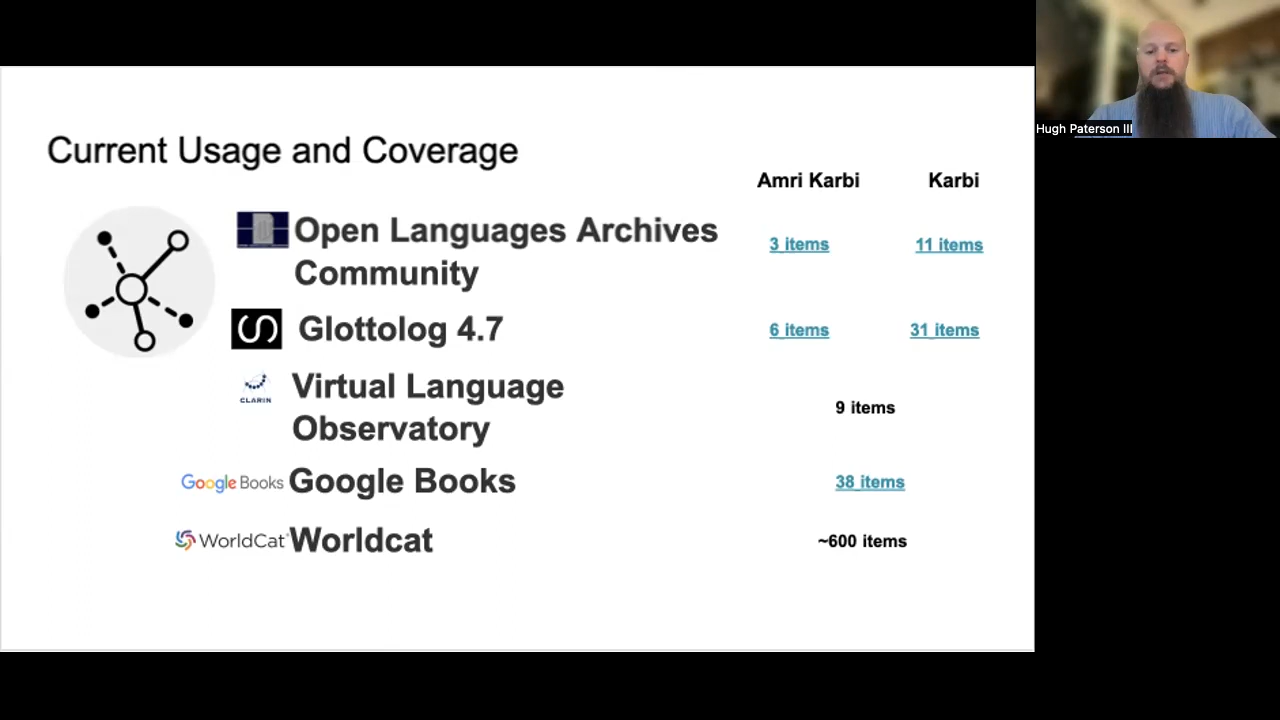 Hugh Paterson III
Current Usage and Coverage
Amri Karbi Karbi
Open Languages Archives
Community
3 items 11 items
Glottolog 4.7
6 items 31 items
CLARIN
Virtual Language
Observatory
9 items
Google Books Google Books
38 items
WorldCat Worldcat
~600 items